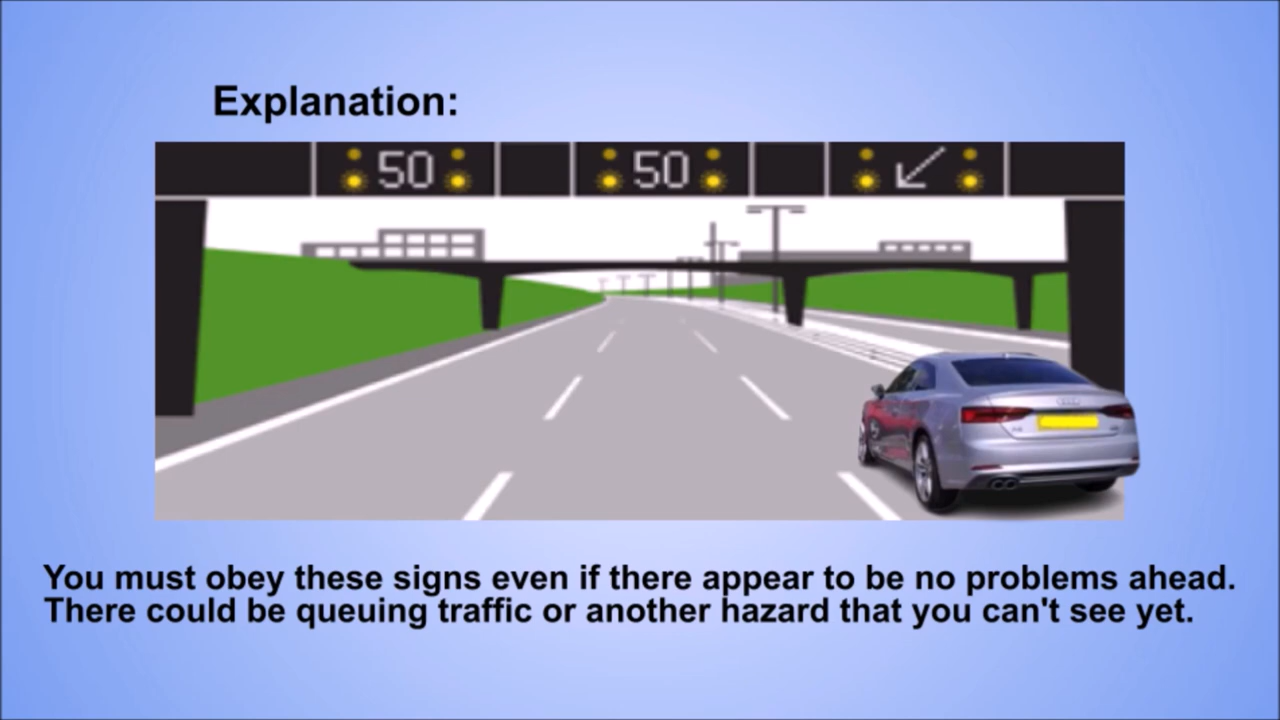 Explanation:
50 50
You must obey these signs even if there appear to be no problems ahead.
There could be queuing traffic or another hazard that you can't see yet.